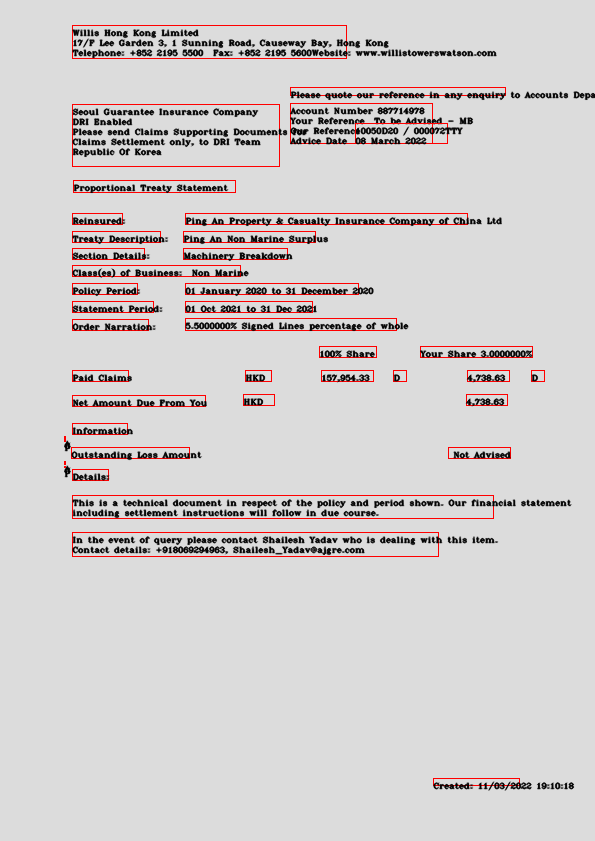 Willis Hong Kong Limited
17/F Lee Garden 3, 1 Sunning Road, Causeway Bay, Hong Kong
Telephone: +852 2195 5500 Fax: +852 2195 5600Website: www.willistowerswatson.com
Please quote our reference in any enquiry to Accounts Depa
Seoul Guarantee Insurance Company
DRI Enabled
Please send Claims Supporting Documents for
Claims Settlement only, to DRI Team
Republic Of Korea
Account Number 887714978
Your Reference To be Advised - MB
Our Reference 10050D20 / 000072TTY
Advice Date 08 March 2022
Proportional Treaty Statement
Reinsured: Ping An Property & Casualty Insurance Company of China Ltd
Treaty Description: Ping An Non Marine Surplus
Section Details: Machinery Breakdown
Class(es) of Business: Non Marine
Policy Period: 01 January 2020 to 31 December 2020
Statement Period: 01 Oct 2021 to 31 Dec 2021
Order Narration: 5.5000000% Signed Lines percentage of whole
100% Share Your Share 3.0000000%
Paid Claims HKD 157,954.33 D 4,738.63 D
Net Amount Due From You HKD 4,738.63
Information
Outstanding Loss Amount Not Advised
Details:
This is a technical document in respect of the policy and period shown. Our financial statement
including settlement instructions will follow in due course.
In the event of query please contact Shailesh Yadav who is dealing with this item.
Contact details: +918069294963, Shailesh_Yadav@ajgre.com
Created: 11/03/2022 19:10:18